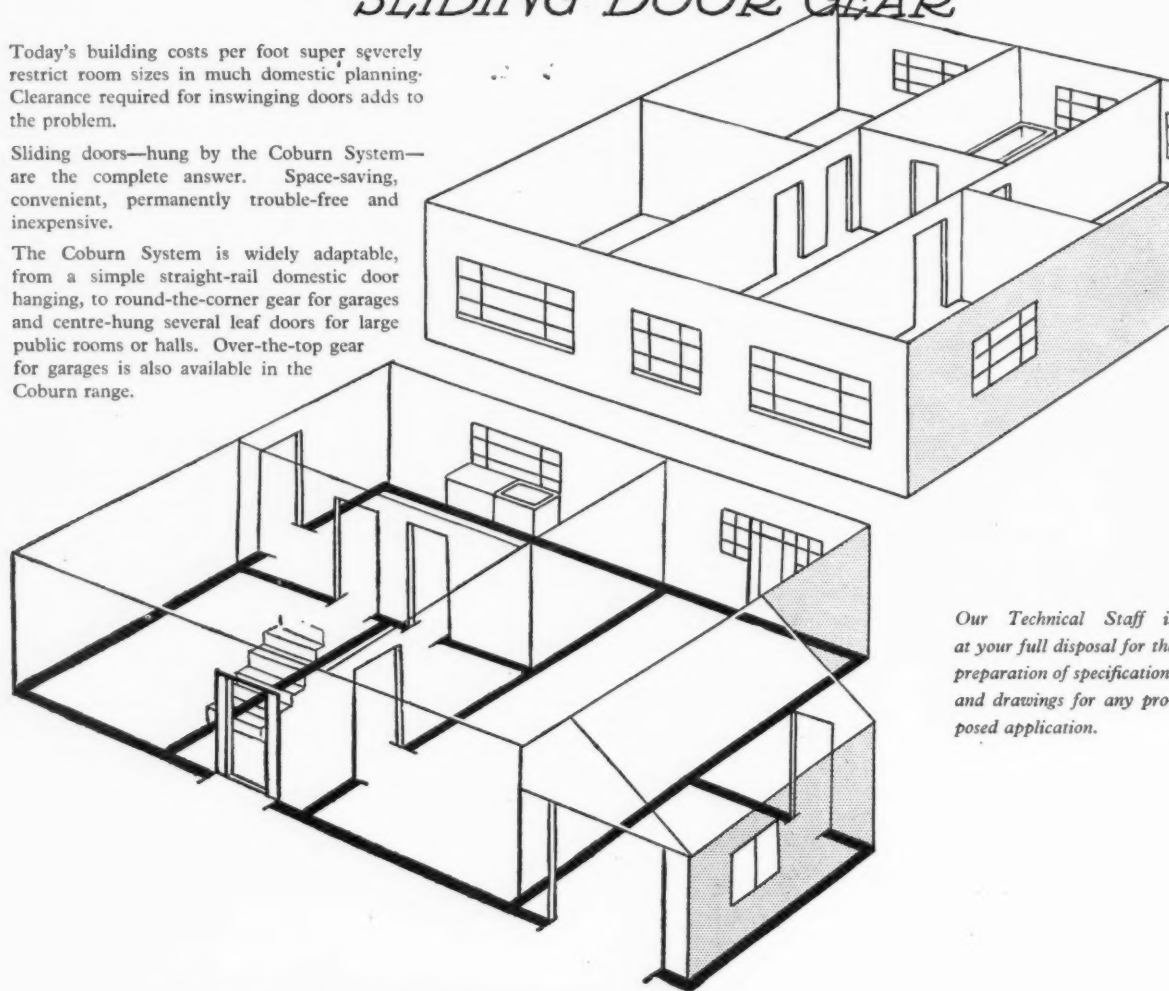 SLIDING DOOR GEAR
Today's building costs per foot super severely
restrict room sizes in much domestic planning.
Clearance required for inswinging doors adds to
the problem.
Sliding doors—hung by the Coburn System—
are the complete answer. Space-saving,
convenient, permanently trouble-free and
inexpensive.
The Coburn System is widely adaptable,
from a simple straight-rail domestic door
hanging, to round-the-corner gear for garages
and centre-hung several leaf doors for large
public rooms or halls. Over-the-top gear
for garages is also available in the
Coburn range.
Our Technical Staff i
at your full disposal for th
preparation of specification
and drawings for any pro
posed application.